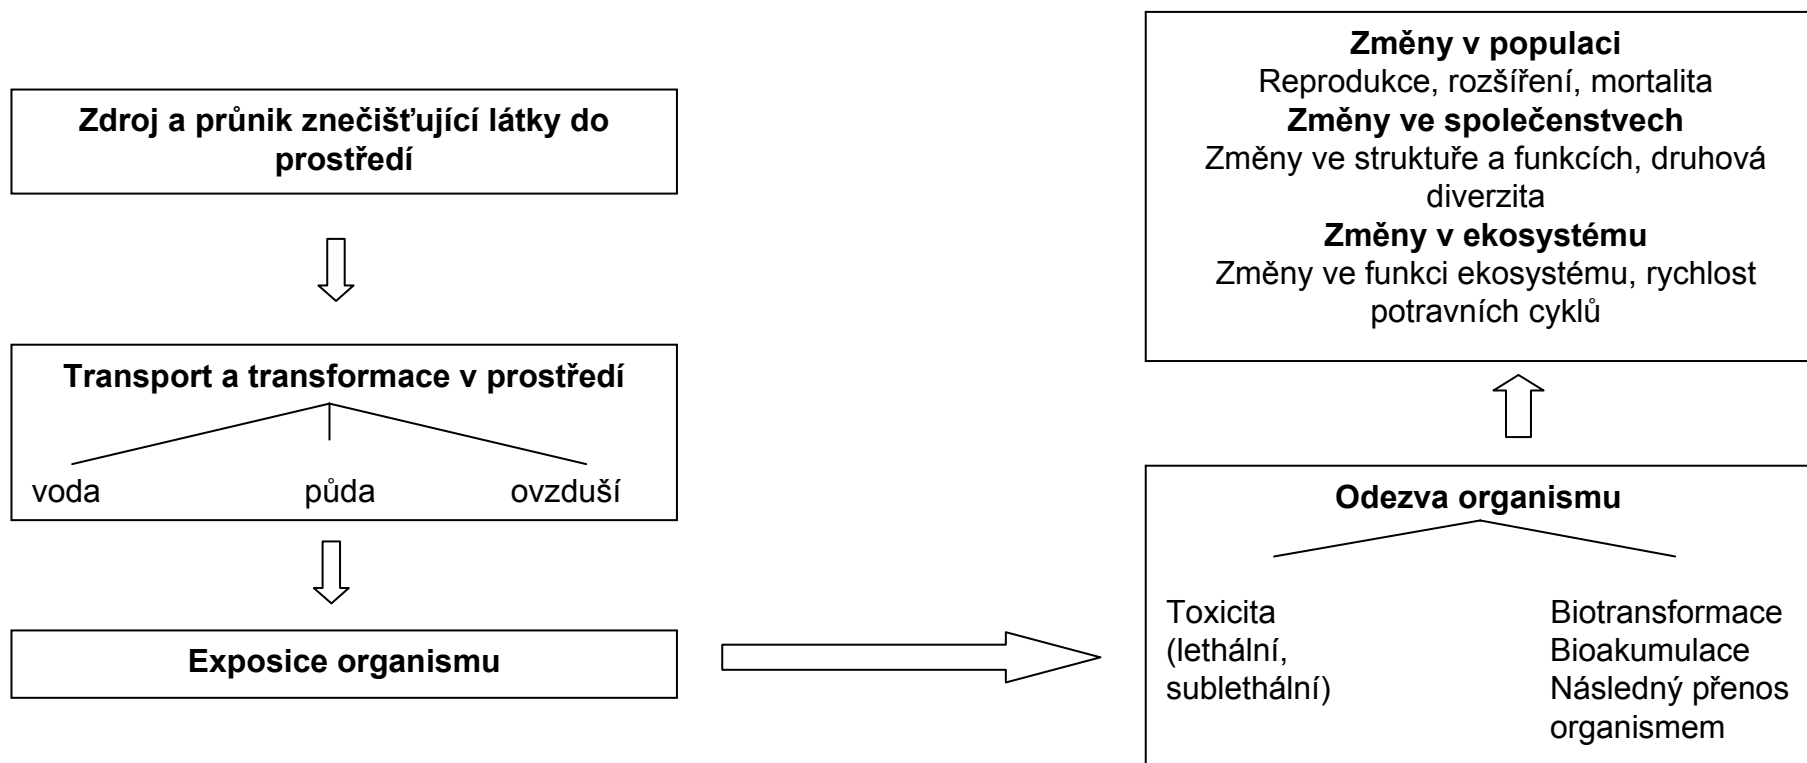 Zdroj a průnik znečišťující látky do
prostředí
Transport a transformace v prostředí
voda půda ovzduší
Exposice organismu
Odezva organismu
Toxicita
(lethální,
sublethální)
Biotransformace
Bioakumulace
Následný přenos
organismem
Změny v populaci
Reprodukce, rozšíření, mortalita
Změny ve společenstvech
Změny ve struktuře a funkcích, druhová
diverzita
Změny v ekosystému
Změny ve funkci ekosystému, rychlost
potravních cyklů